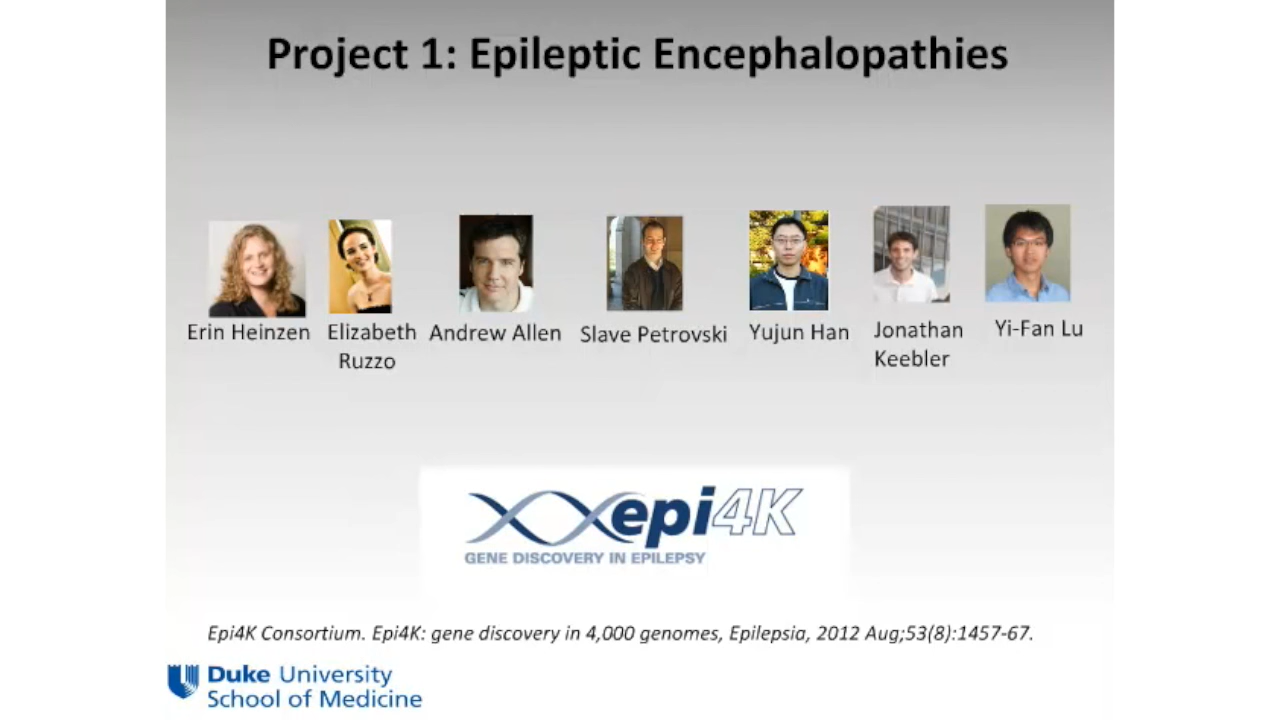 Project 1: Epileptic Encephalopathies
Erin Heinzen
Elizabeth
Ruzzo
Andrew Allen
Slave Petrovski
Yujun Han
Jonathan
Keebler
Yi-Fan Lu
epi4K
GENE DISCOVERY IN EPILEPSY
Epi4K Consortium. Epi4K: gene discovery in 4,000 genomes, Epilepsia, 2012 Aug;53(8):1457-67.
Duke University
School of Medicine